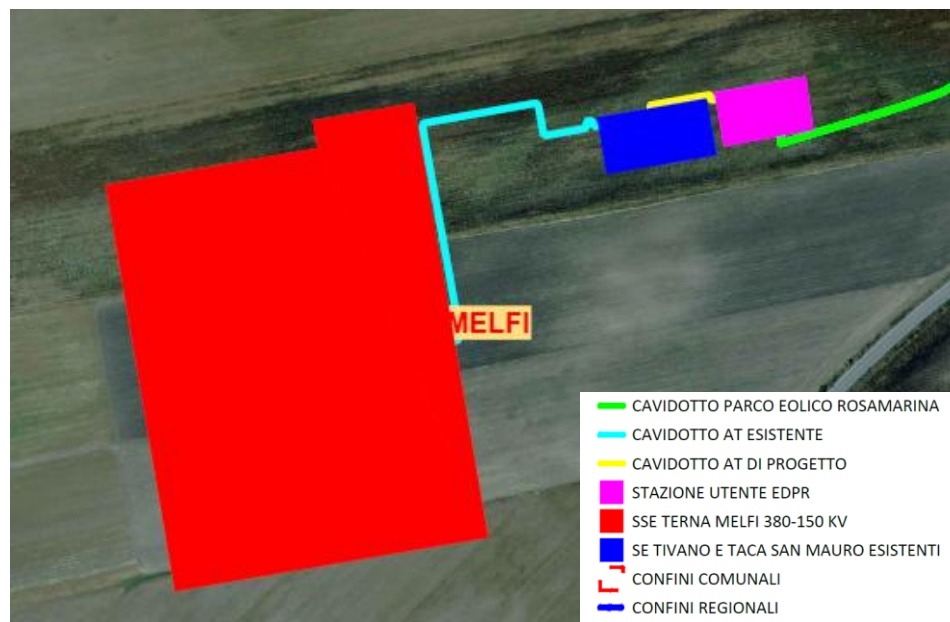 MELFI
CAVIDOTTO PARCO EOLICO ROSAMARINA
CAVIDOTTO AT ESISTENTE
CAVIDOTTO AT DI PROGETTO
STAZIONE UTENTE EDPR
SSE TERNA MELFI 380-150 KV
SE TIVANO E TACA SAN MAURO ESISTENTI
CONFINI COMUNALI
CONFINI REGIONALI